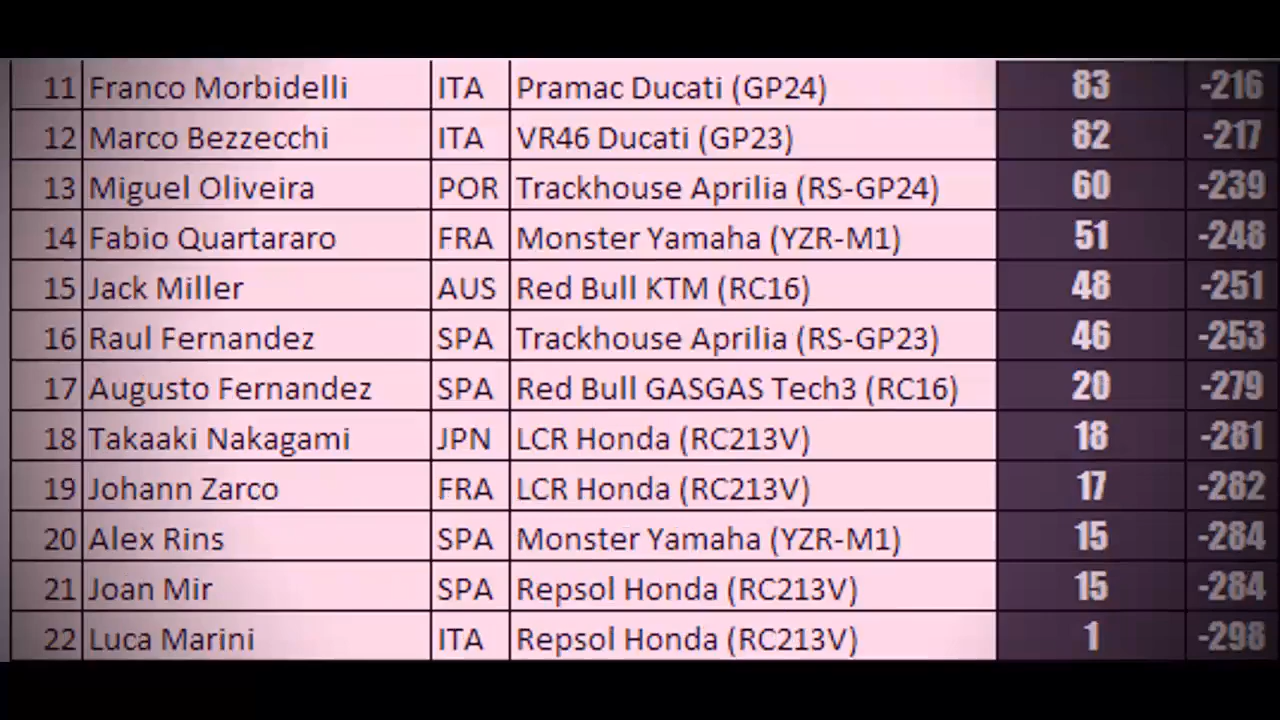 11 Franco Morbidelli ITA Pramac Ducati (GP24) 83 -216
12 Marco Bezzecchi ITA VR46 Ducati (GP23) 82 -217
13 Miguel Oliveira POR Trackhouse Aprilia (RS-GP24) 60 -239
14 Fabio Quartararo FRA Monster Yamaha (YZR-M1) 51 -248
15 Jack Miller AUS Red Bull KTM (RC16) 48 -251
16 Raul Fernandez SPA Trackhouse Aprilia (RS-GP23) 46 -253
17 Augusto Fernandez SPA Red Bull GASGAS Tech3 (RC16) 20 -279
18 Takaaki Nakagami JPN LCR Honda (RC213V) 18 -281
19 Johann Zarco FRA LCR Honda (RC213V) 17 -282
20 Alex Rins SPA Monster Yamaha (YZR-M1) 15 -284
21 Joan Mir SPA Repsol Honda (RC213V) 15 -284
22 Luca Marini ITA Repsol Honda (RC213V) 1 -298